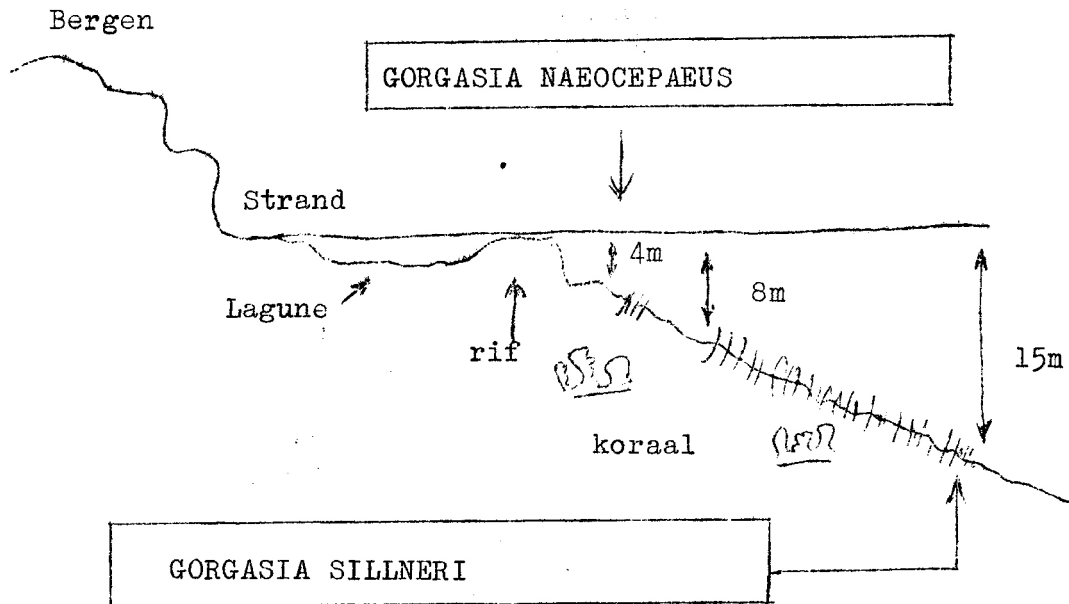 Bergen
GORGASIA NAEOCEPAEUS
Strand
4m
8m
Lagune
rif
15m
koraal
GORGASIA SILLNERI